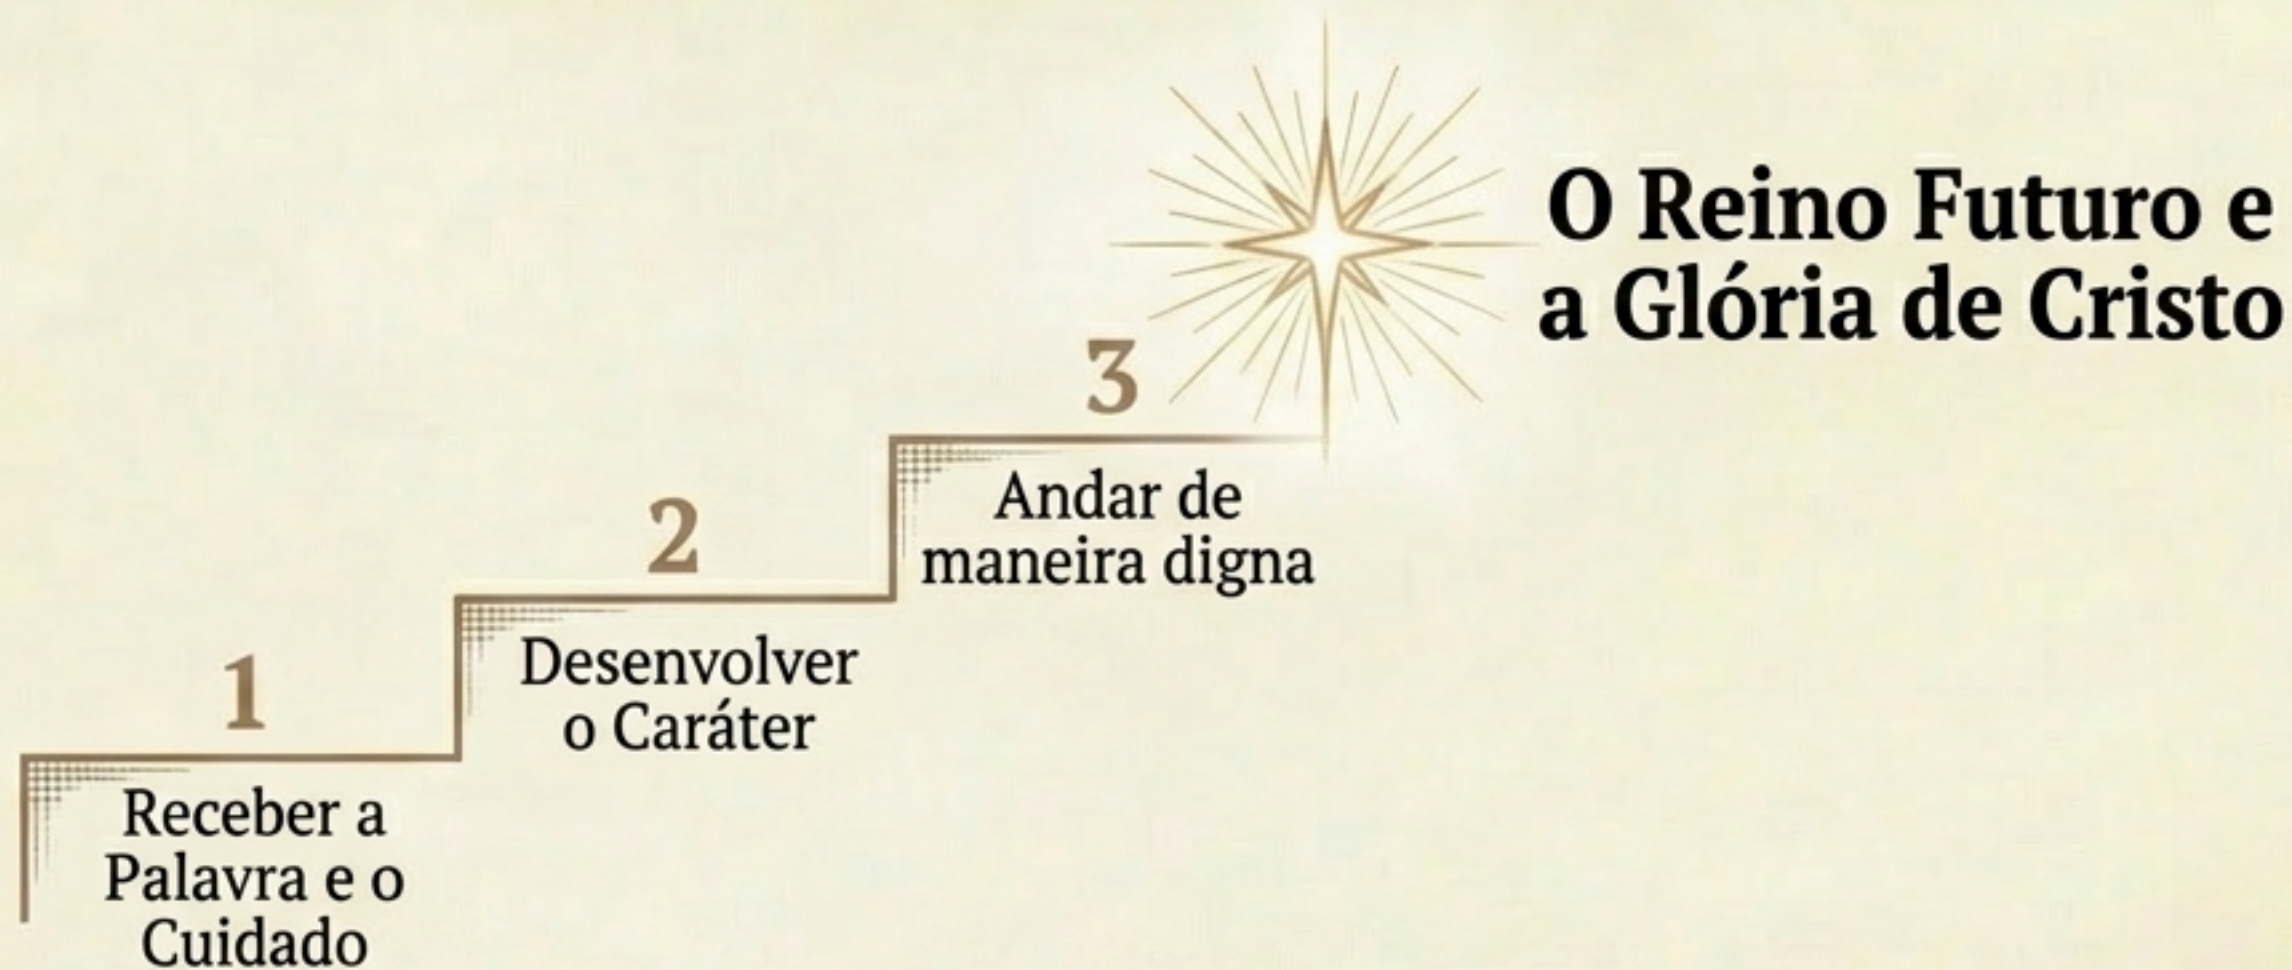 O Reino Futuro e
a Glória de Cristo
3
Andar de
maneira digna
2
Desenvolver
o Caráter
1
Receber a
Palavra e o
Cuidado